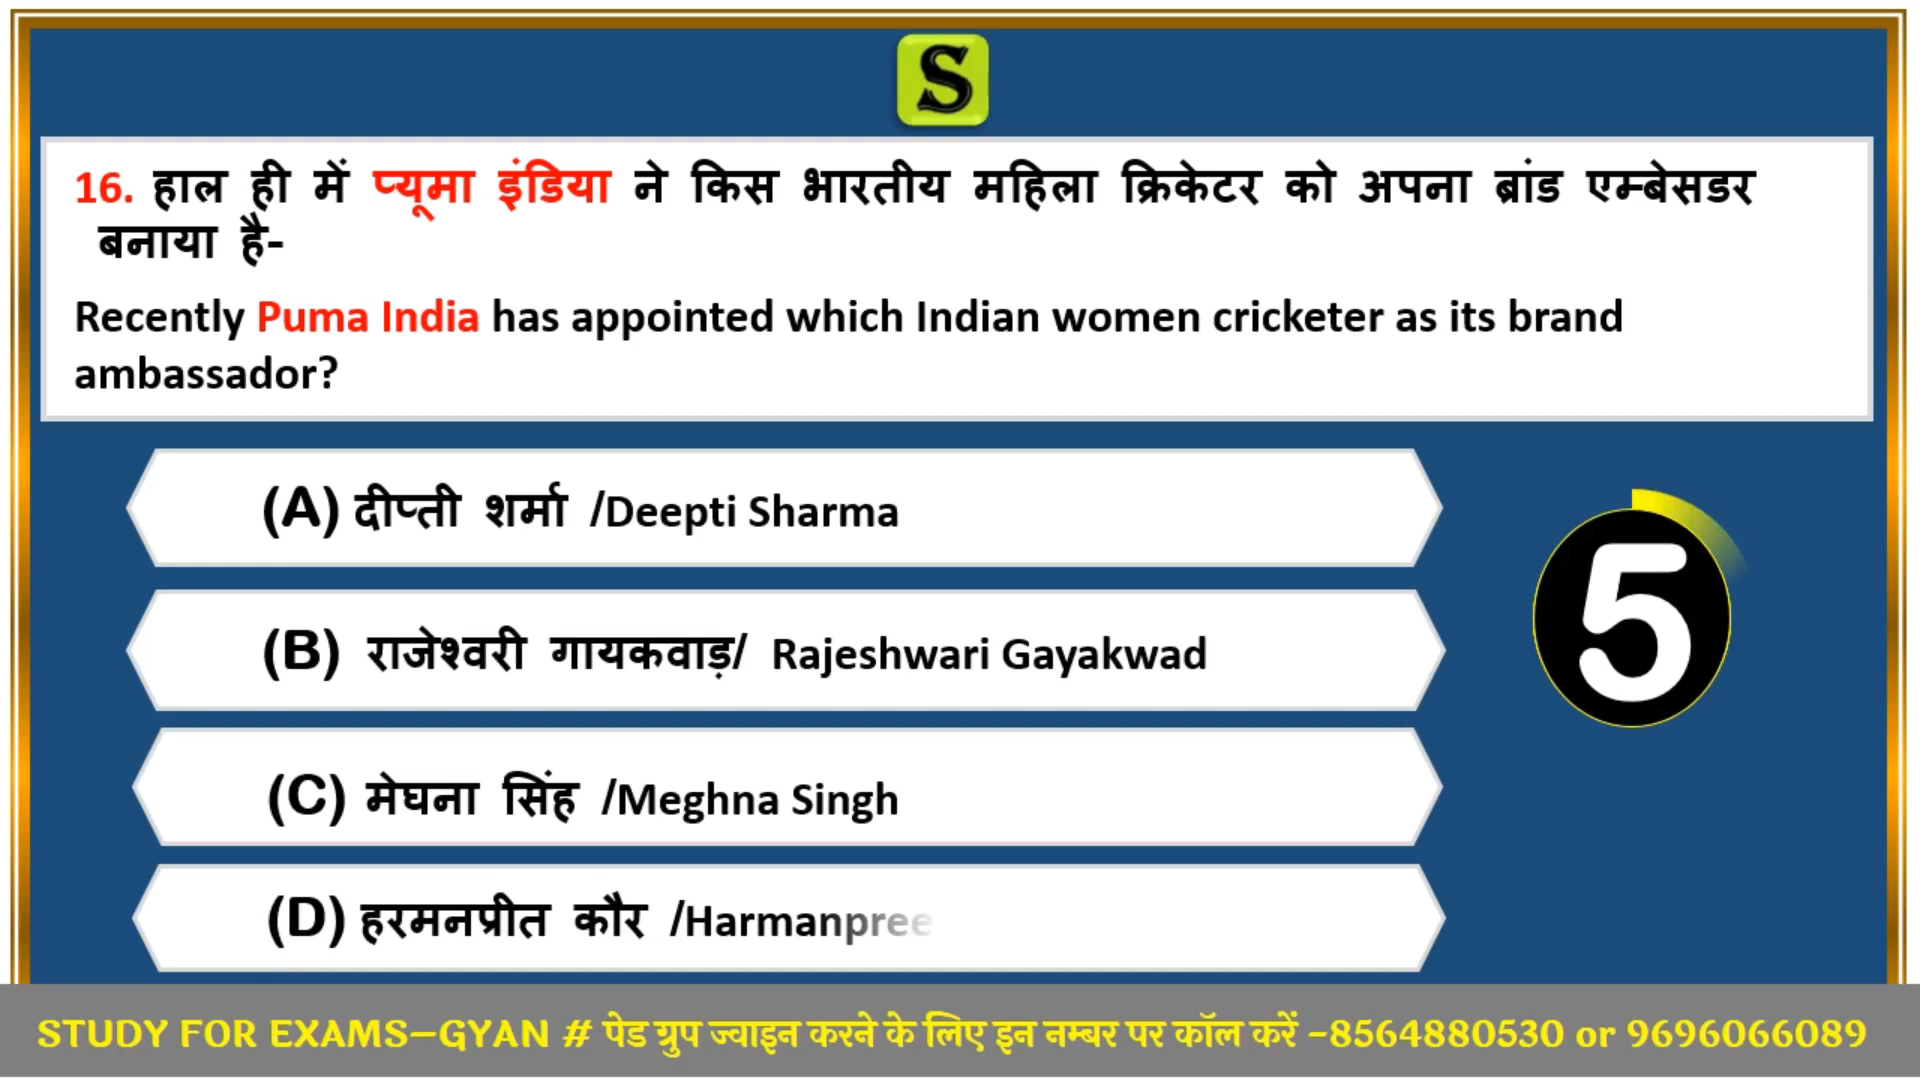 S
16. हाल ही में प्यूमा इंडिया ने किस भारतीय महिला क्रिकेटर को अपना ब्रांड एम्बेसडर
बनाया है-
Recently Puma India has appointed which Indian women cricketer as its brand
ambassador?
(A) दीप्ती शर्मा /Deepti Sharma
(B) राजेश्वरी गायकवाड़/ Rajeshwari Gayakwad
5
(C) मेघना सिंह /Meghna Singh
(D) हरमनप्रीत कौर /Harmanpree
STUDY FOR EXAMS–GYAN # पेड ग्रुप ज्वाइन करने के लिए इन नम्बर पर कॉल करें -8564880530 or 9696066089